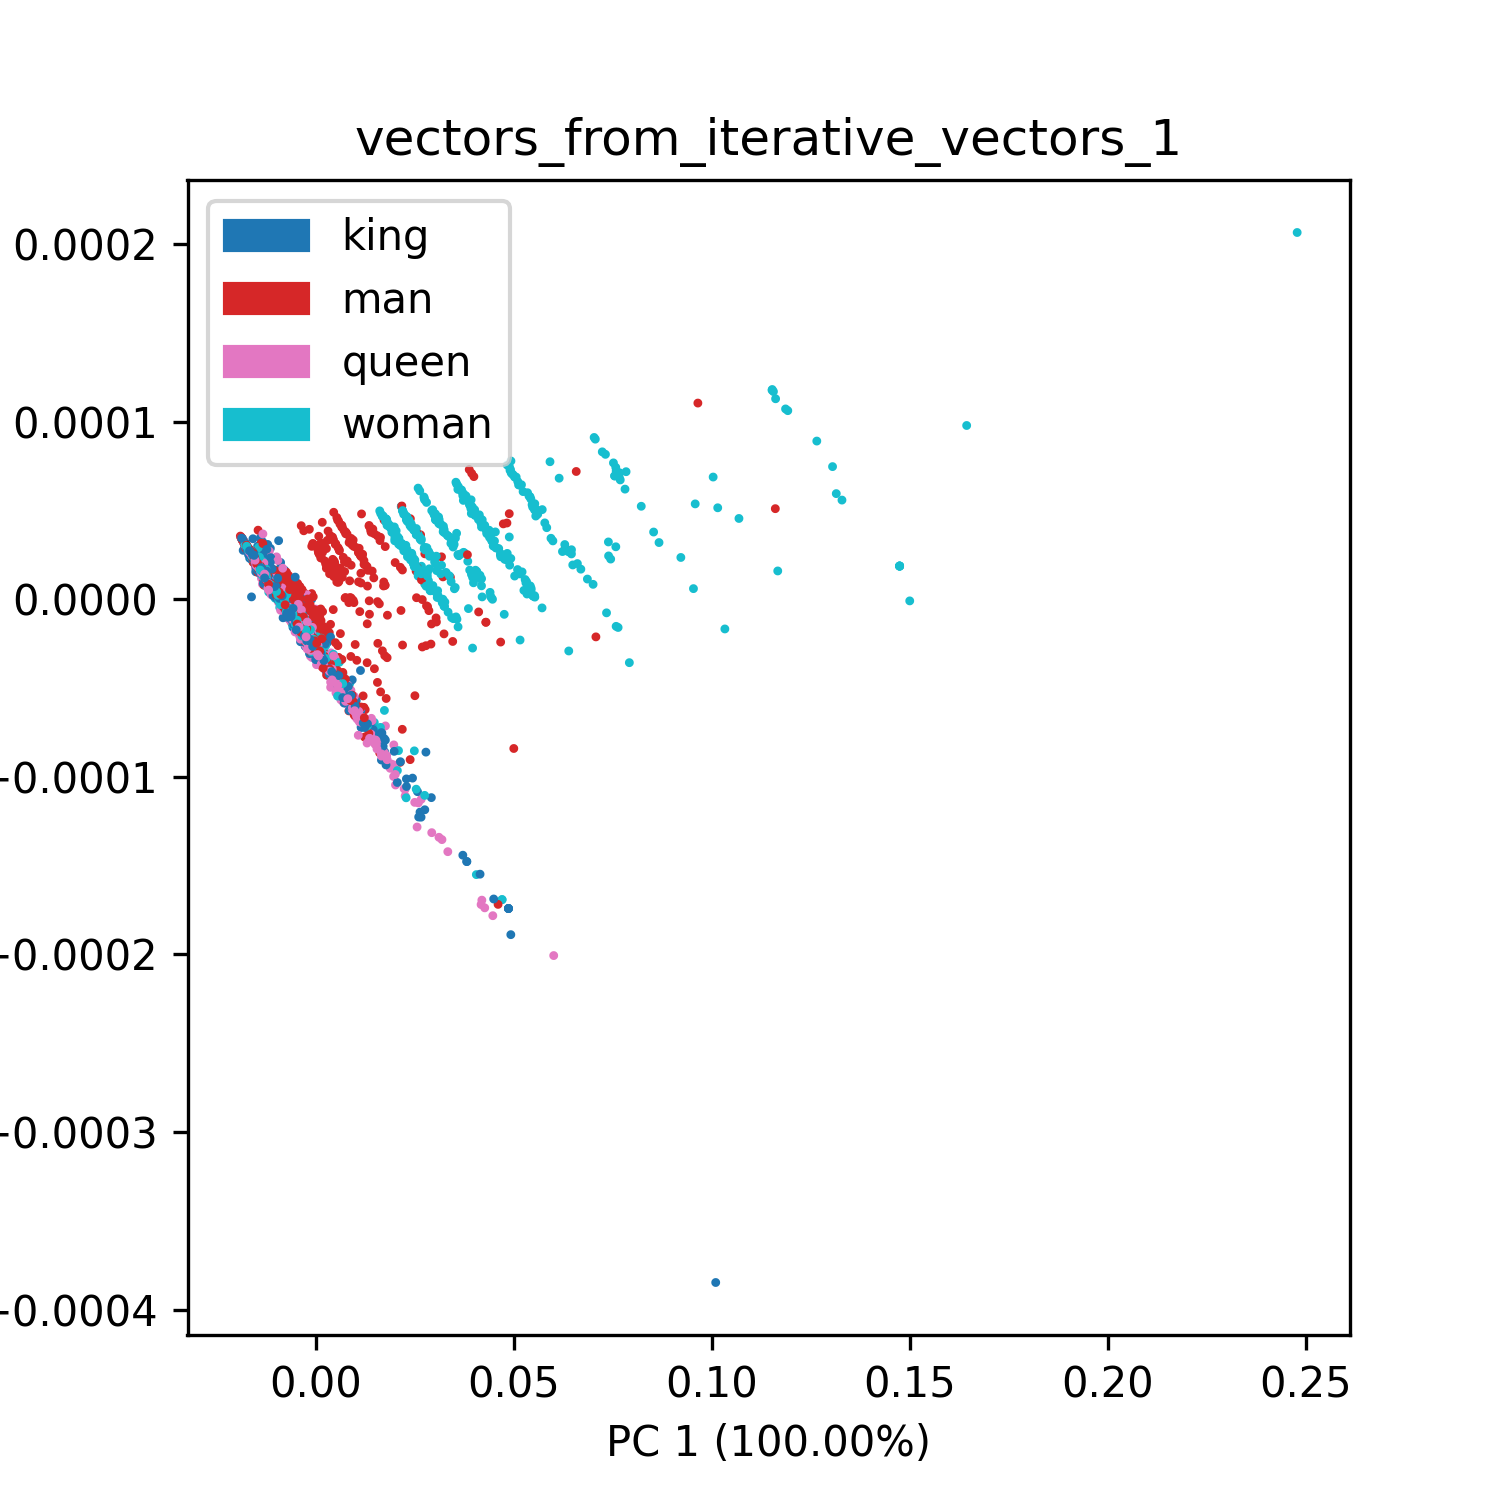 vectors_from_iterative_vectors_1
king
man
queen
woman
0.0002
0.0001
0.0000
-0.0001
-0.0002
-0.0003
-0.0004
0.00 0.05 0.10 0.15 0.20 0.25
PC 1 (100.00%)